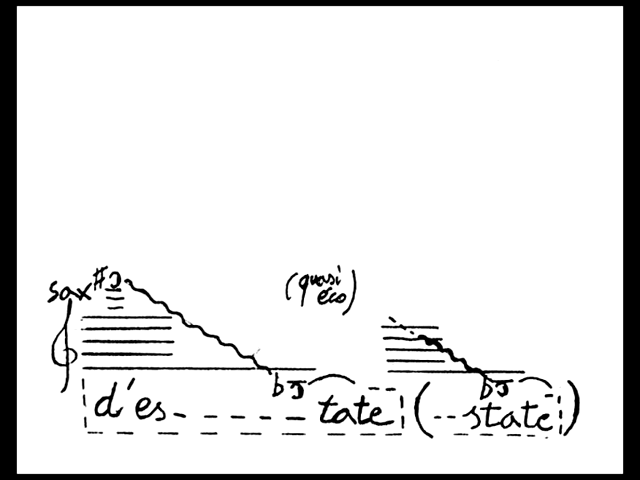 sax
(quasi
eco)
d'es- - - - - - - tate (- -state)